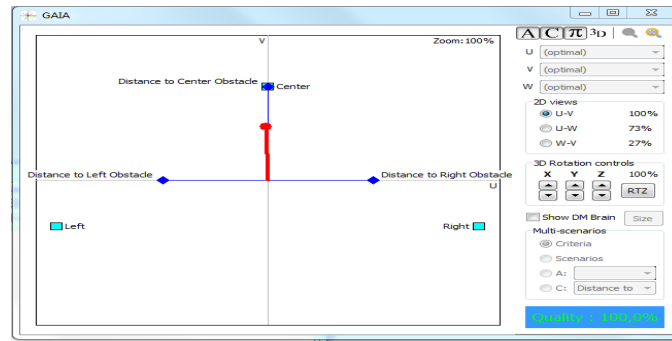 GAIA
V
Zoom:100%
Distance to Center Obstacle
Center
Distance to Left Obstacle
Distance to Right Obstacle
U
Left
Right
A C π 3D
U (optimal)
V (optimal)
W (optimal)
2D views
U-V 100%
U-W 73%
W-V 27%
3D Rotation controls
X Y Z 100%
RTZ
Show DM Brain Size
Multi-scenarios
Criteria
Scenarios
A:
C: Distance to
Quality : 100,0%